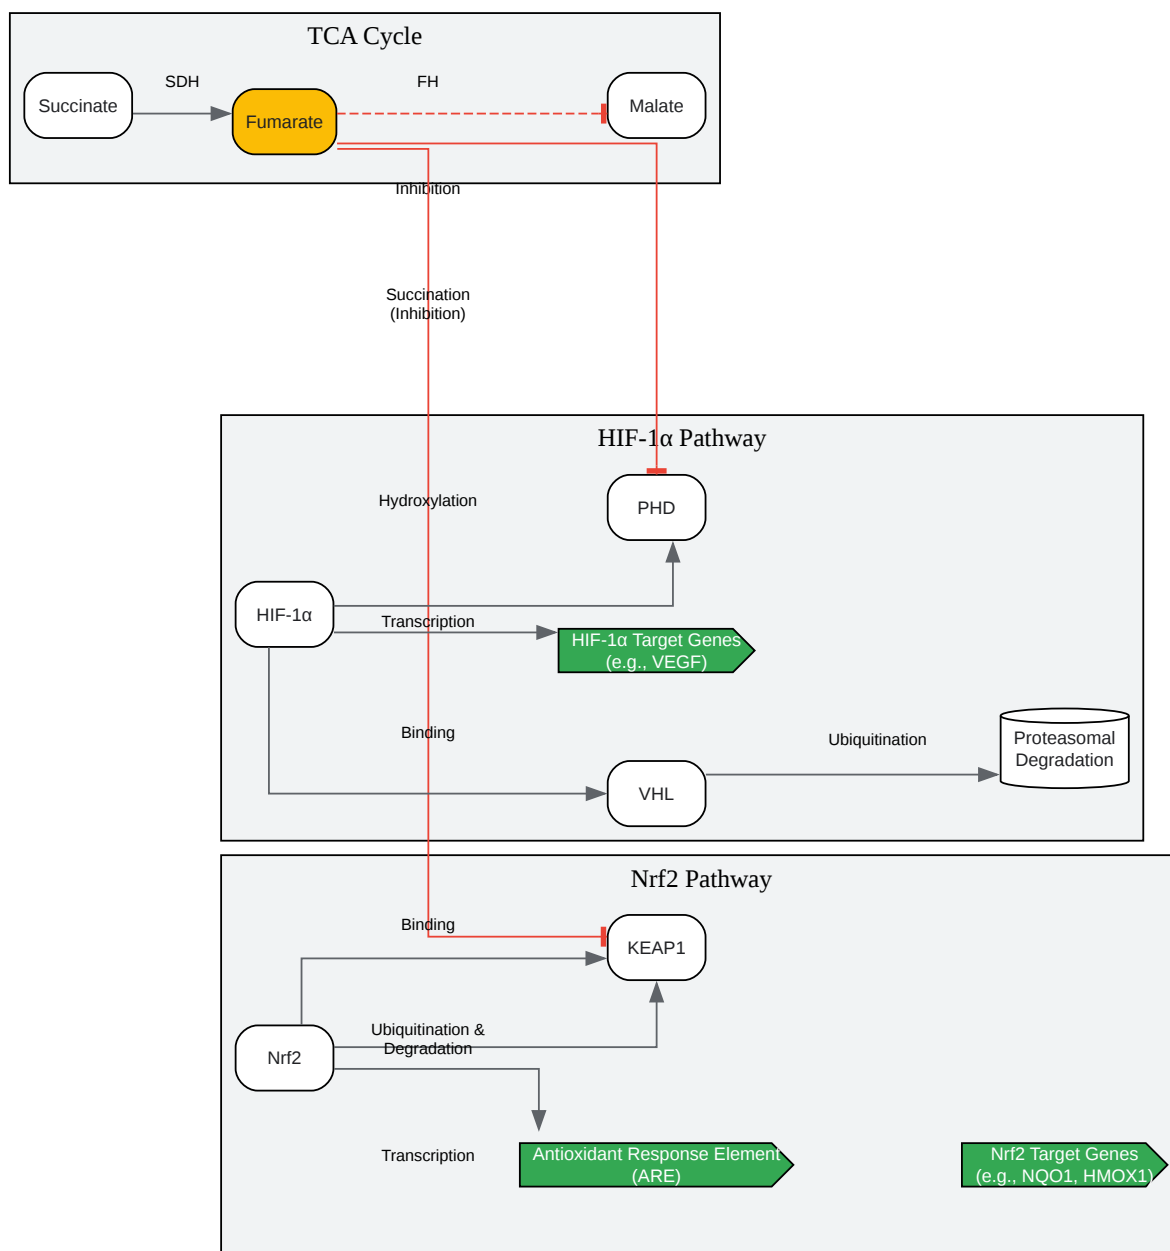 TCA Cycle
SDH
FH
Succinate
Fumarate
Malate
Inhibition
Succination
(Inhibition)
HIF-1α Pathway
Hydroxylation
PHD
HIF-1α
Transcription
HIF-1α Target Genes
(e.g., VEGF)
Binding
Ubiquitination
Proteasomal
Degradation
VHL
Nrf2 Pathway
Binding
KEAP1
Ubiquitination &
Degradation
Nrf2
Transcription
Antioxidant Response Element
(ARE)
Nrf2 Target Genes
(e.g., NQO1, HMOX1)